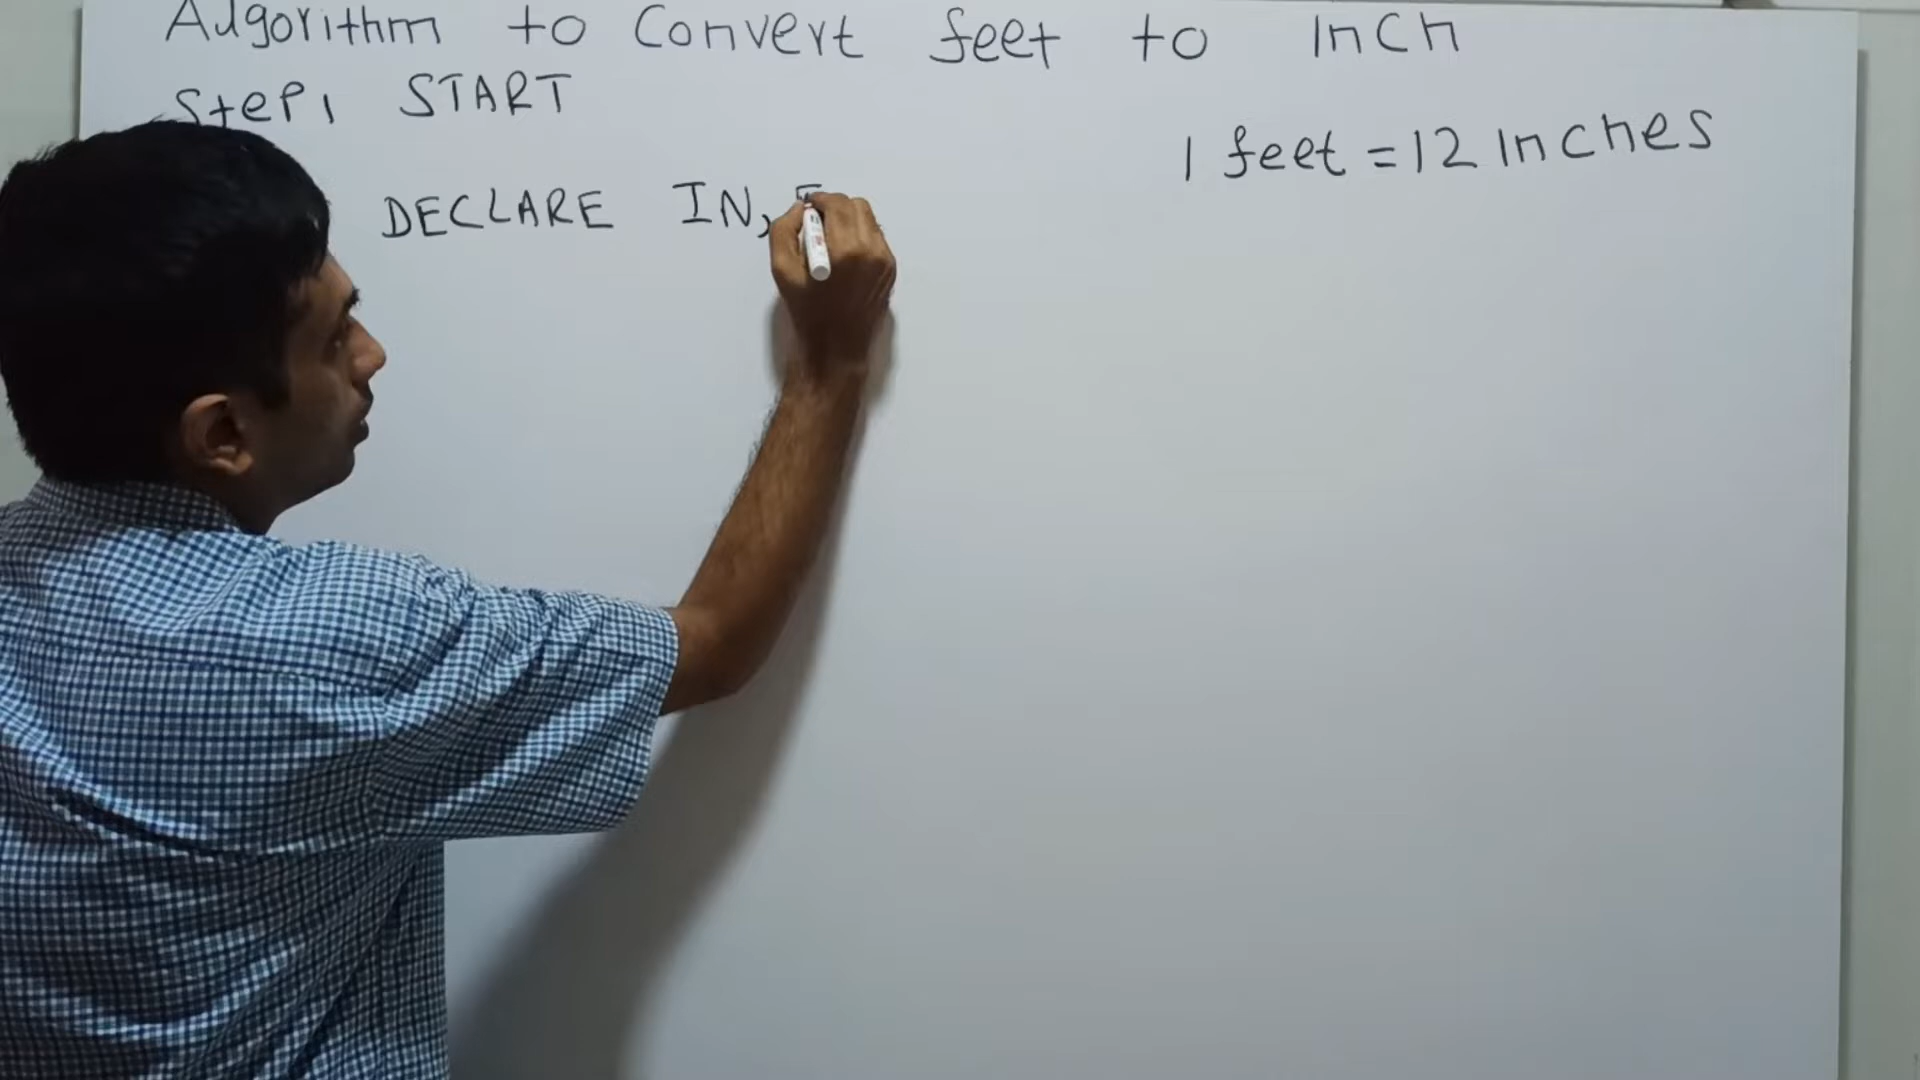 Algorithm to Convert feet to Inch
Step1 START
1 feet = 12 Inches
DECLARE IN,